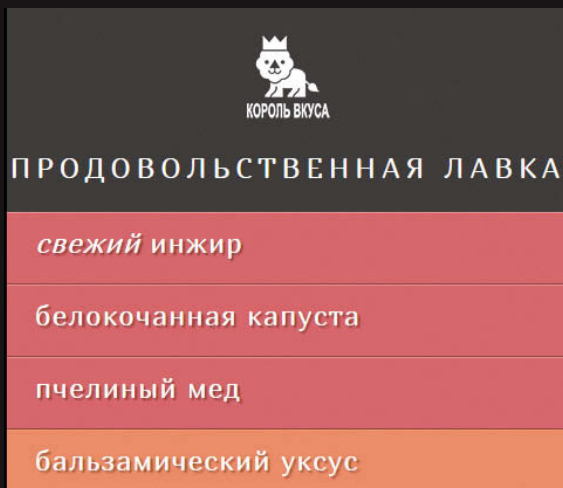 КОРОЛЬ ВКУСА
ПРОДОВОЛЬСТВЕННАЯ ЛАВКА
свежий инжир
белокочанная капуста
пчелиный мед
бальзамический уксус